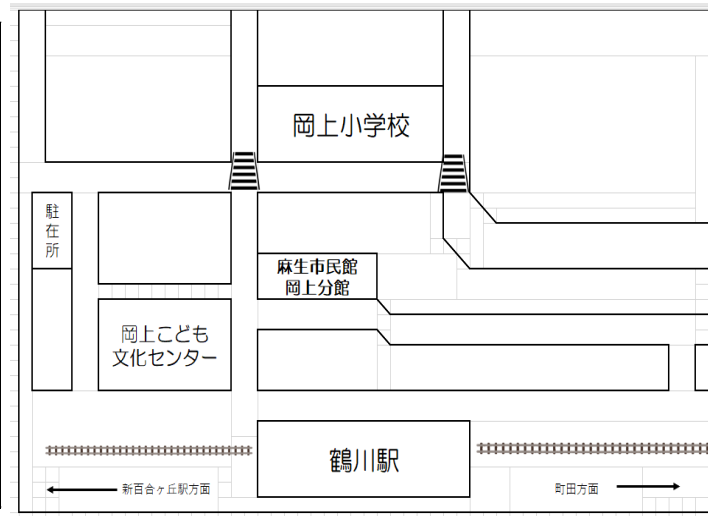 岡上小学校
駐在所
麻生市民館
岡上分館
岡上こども
文化センター
鶴川駅
新百合ヶ丘駅方面
町田方面